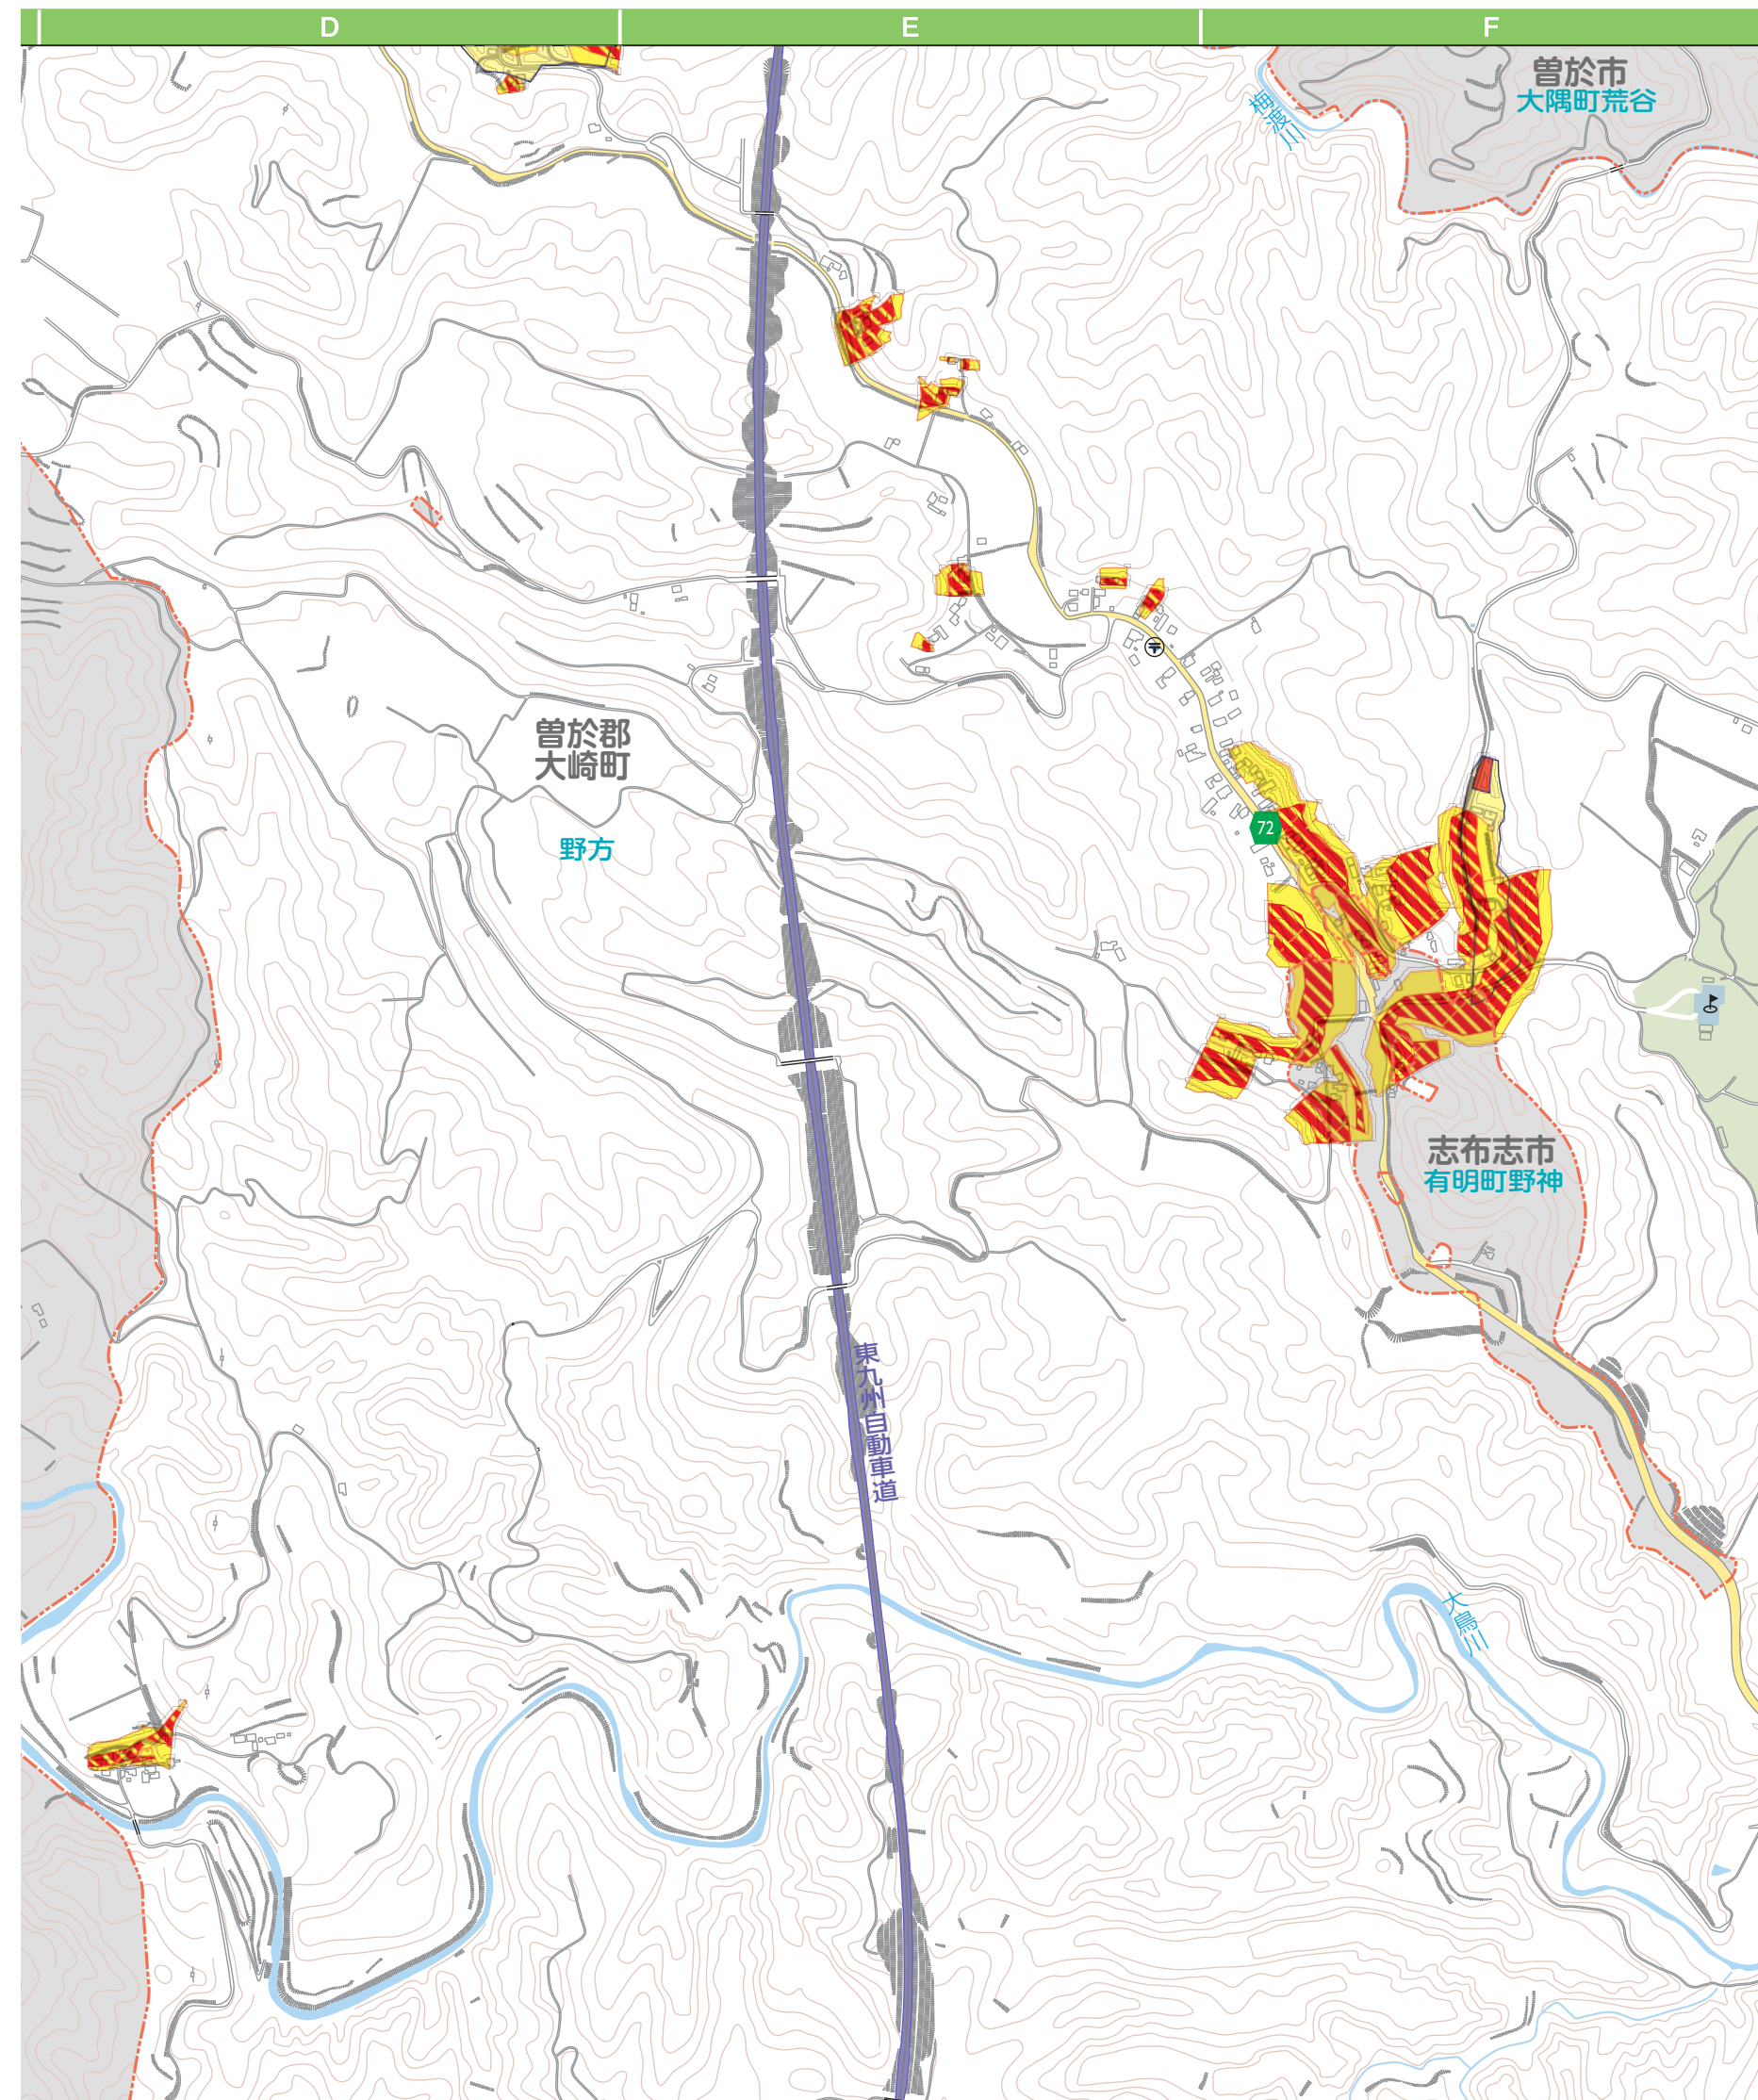 D
E
F
曽於市
大隅町荒谷
曽於郡
大崎町
野方
72
志布志市
有明町野神
東九州自動車道
大鳥川